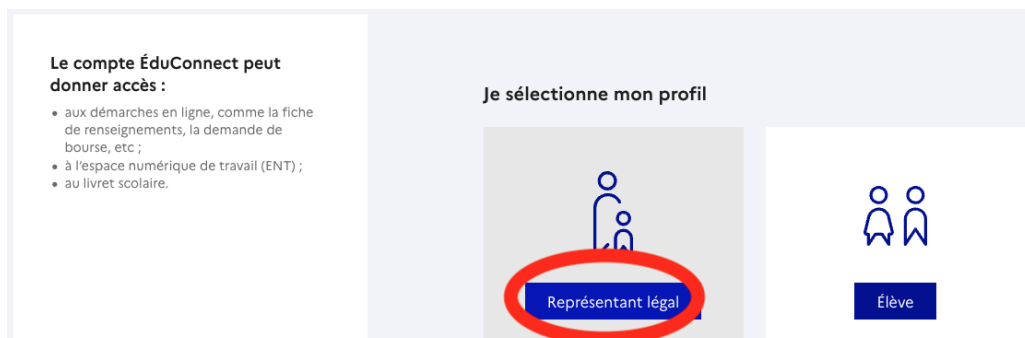 Le compte ÉduConnect peut
donner accès :
• aux démarches en ligne, comme la fiche
de renseignements, la demande de
bourse, etc ;
• à l'espace numérique de travail (ENT) ;
• au livret scolaire.
Je sélectionne mon profil
Représentant légal
Élève